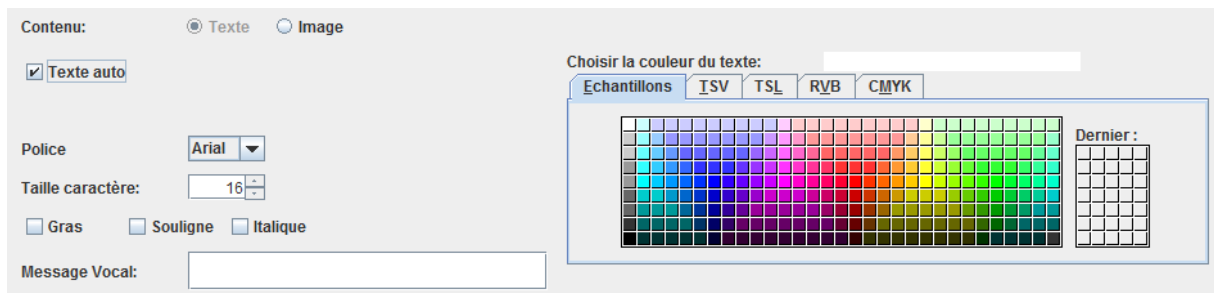 Contenu: Texte Image
Texte auto
Choisir la couleur du texte:
Echantillons TSV TSL RVB CMYK
Dernier :
Police Arial
Taille caractère: 16
Gras Souligne Italique
Message Vocal: